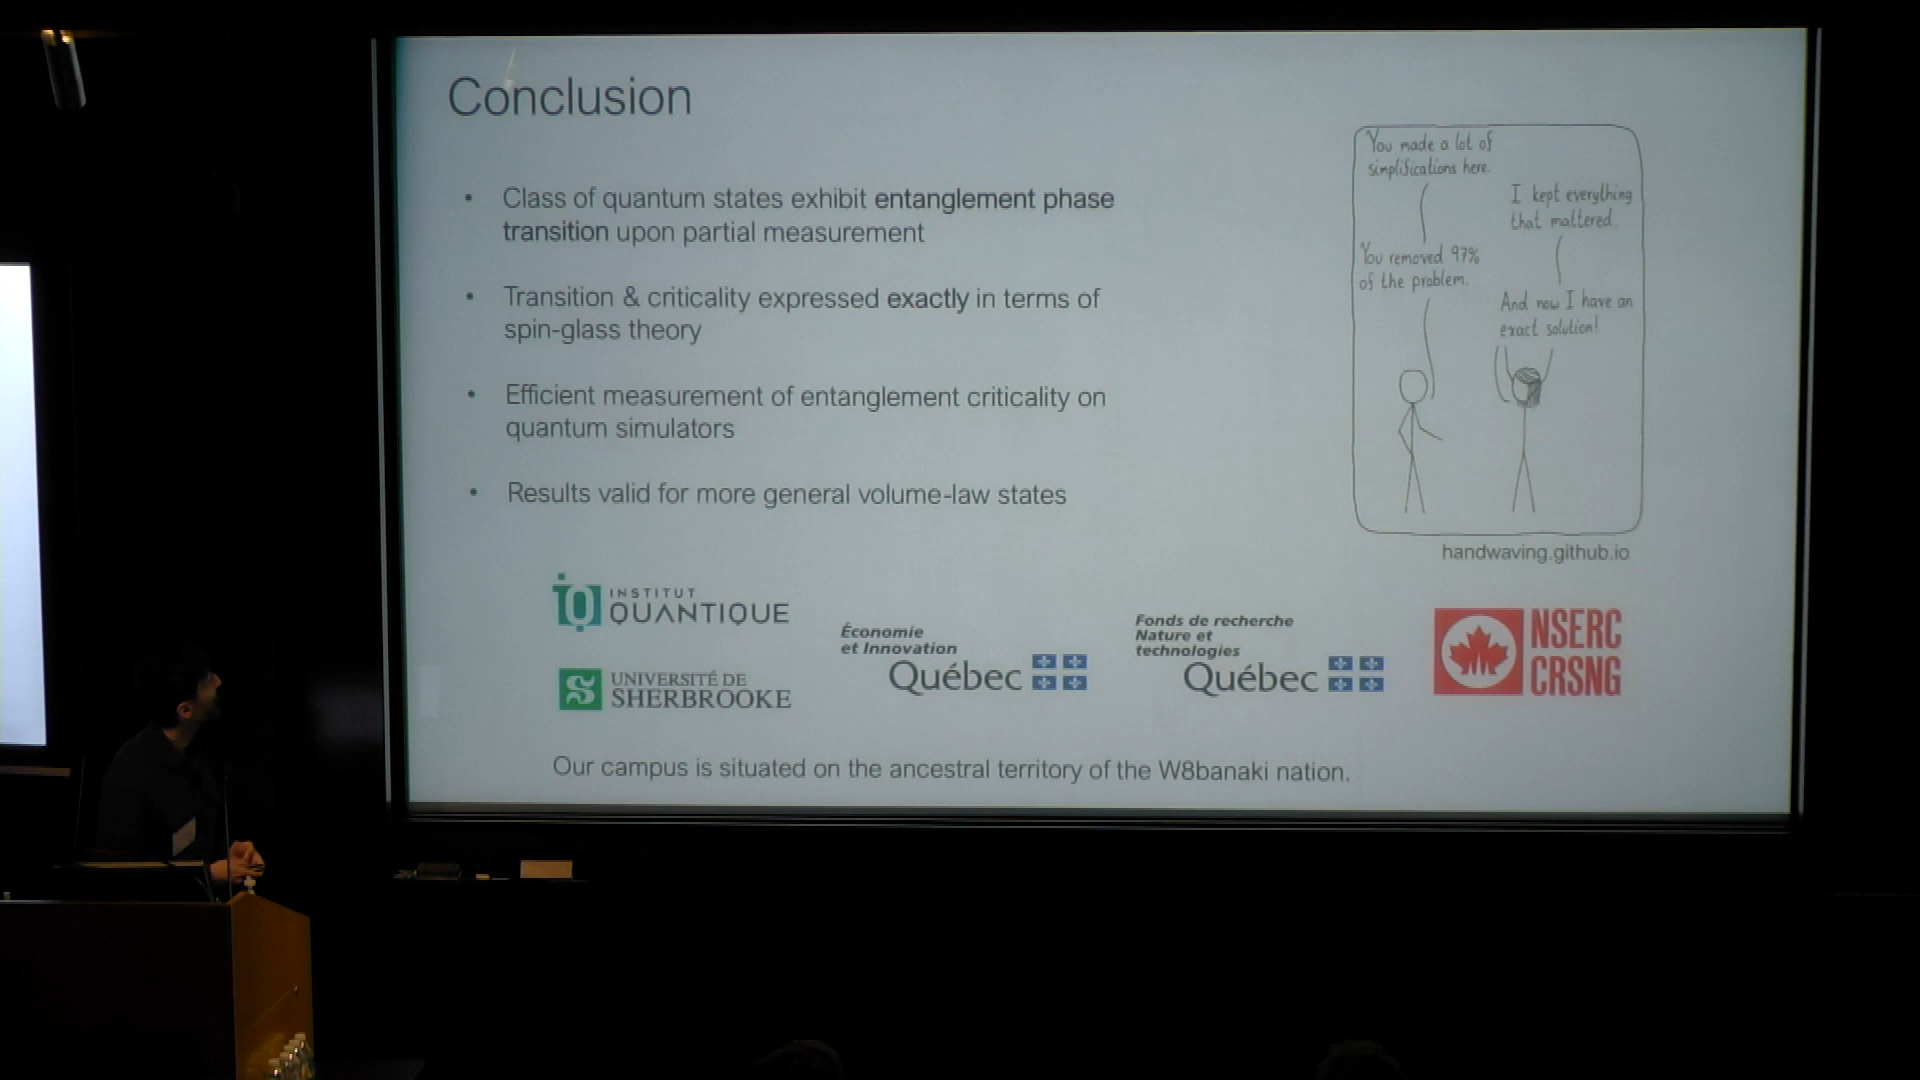 Conclusion
• Class of quantum states exhibit entanglement phase
transition upon partial measurement
• Transition & criticality expressed exactly in terms of
spin-glass theory
• Efficient measurement of entanglement criticality on
quantum simulators
• Results valid for more general volume-law states
You made a lot of
simplifications here.
I kept everything
that mattered.
You removed 97%
of the problem.
And now I have an
exact solution!
handwaving.github.io
INSTITUT
QUANTIQUE
UNIVERSITÉ DE
SHERBROOKE
Économie
et Innovation
Québec
Fonds de recherche
Nature et
technologies
Québec
NSERC
CRSNG
Our campus is situated on the ancestral territory of the W8banaki nation.